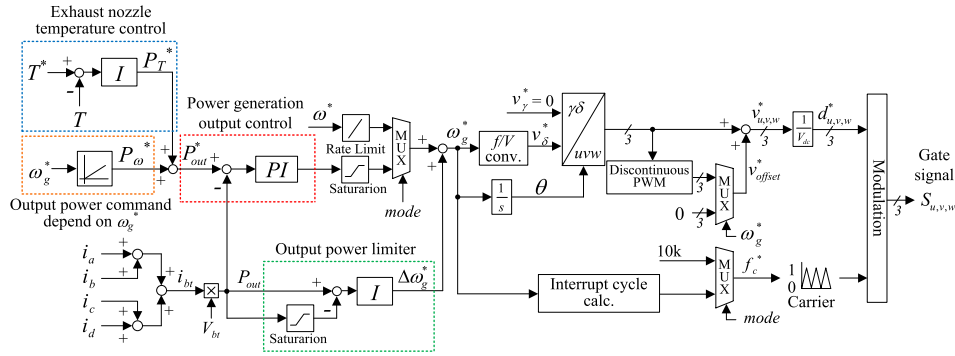 Exhaust nozzle
temperature control
T* + - I P_T*
T
Power generation
output control
ω* Rate Limit
ω_g* P_ω* + + P_out* + - PI Saturation
MUX
mode
Output power command
depend on ω_g*
i_a + + i_b
i_c + + i_d
+ + i_bt × V_bt
P_out
Output power limiter
+ - I Δω_g*
Saturation
+ + ω_g*
f/V
conv.
v_γ* = 0
v_δ*
γδ
uvw
1/s θ
3
Discontinuous
PWM
3
0 3
MUX
ω_g*
v_offset*
+ + v_u,v,w* 3
1/V_dc
d_u,v,w* 3
10k
Interrupt cycle
calc.
MUX
mode
f_c*
1
0
Carrier
Modulation
3
Gate
signal
S_u,v,w